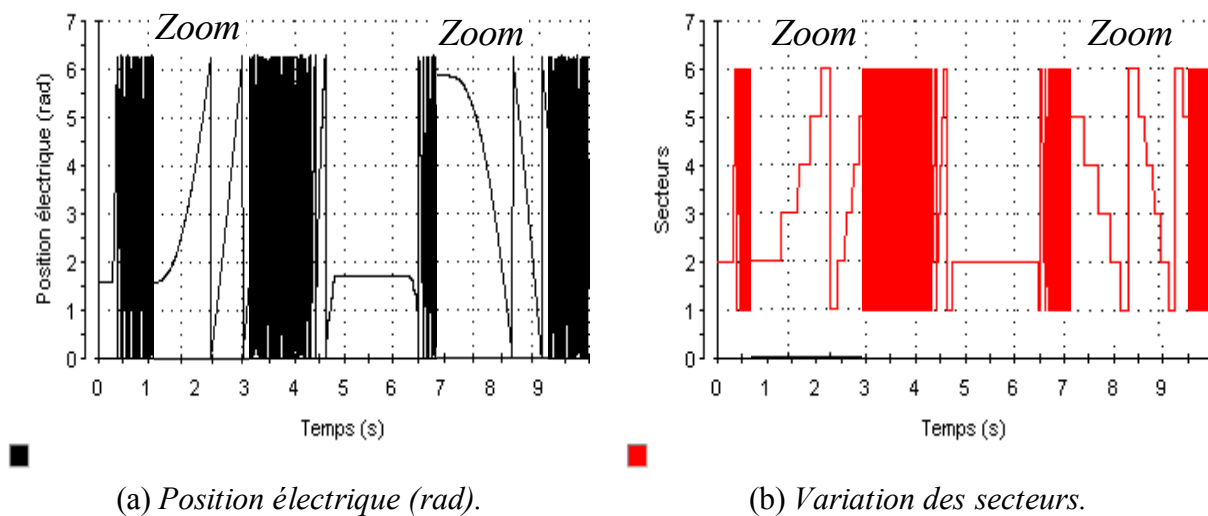 Zoom Zoom
7
6
5
4
3
2
1
0
Position électrique (rad)
0 1 2 3 4 5 6 7 8 9
Temps (s)
(a) Position électrique (rad).
Zoom Zoom
7
6
5
4
3
2
1
0
Secteurs
0 1 2 3 4 5 6 7 8 9
Temps (s)
(b) Variation des secteurs.